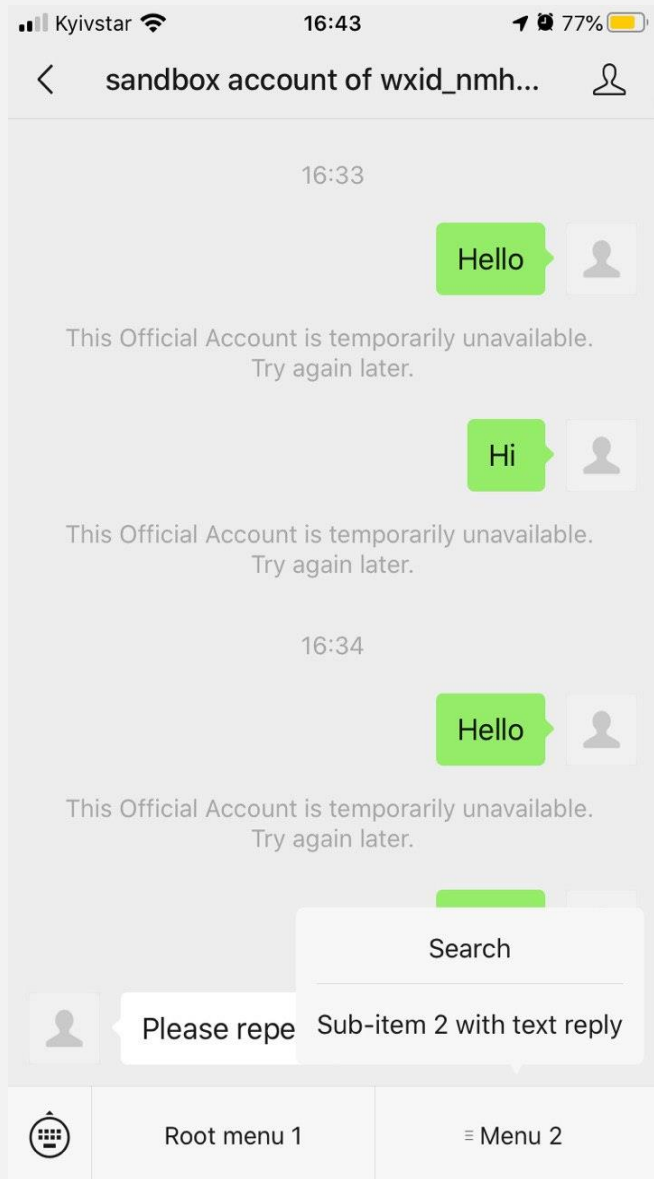 Kyivstar 16:43 77%
sandbox account of wxid_nmh...
16:33
Hello
This Official Account is temporarily unavailable.
Try again later.
Hi
This Official Account is temporarily unavailable.
Try again later.
16:34
Hello
This Official Account is temporarily unavailable.
Try again later.
Search
Please repe
Sub-item 2 with text reply
Root menu 1
Menu 2